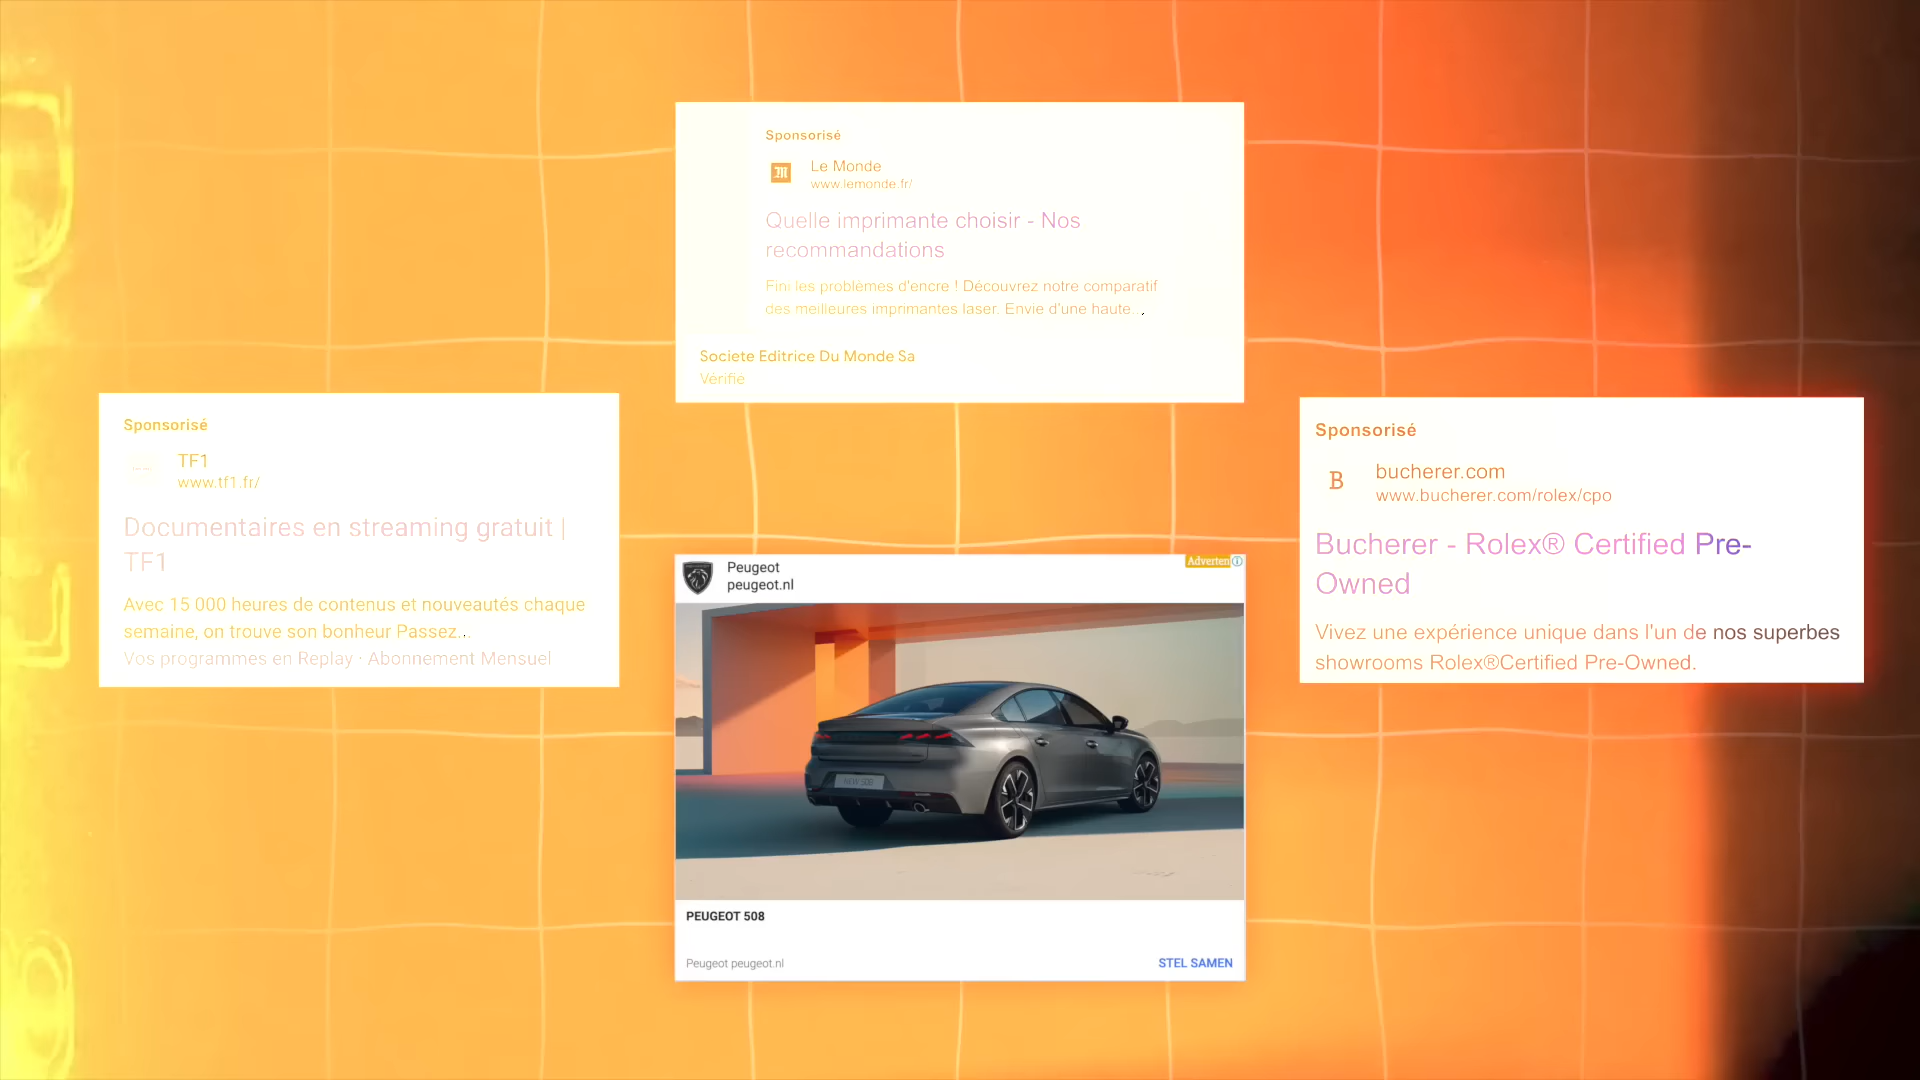 Sponsorisé
Le Monde
www.lemonde.fr/
Quelle imprimante choisir - Nos
recommandations
Fini les problèmes d'encre ! Découvrez notre comparatif
des meilleures imprimantes laser. Envie d'une haute...
Societe Editrice Du Monde Sa
Vérifié
Sponsorisé
TF1
www.tf1.fr/
Documentaires en streaming gratuit |
TF1
Avec 15 000 heures de contenus et nouveautés chaque
semaine, on trouve son bonheur Passez...
Vos programmes en Replay · Abonnement Mensuel
Sponsorisé
B
bucherer.com
www.bucherer.com/rolex/cpo
Bucherer - Rolex® Certified Pre-
Owned
Vivez une expérience unique dans l'un de nos superbes
showrooms Rolex®Certified Pre-Owned.
Peugeot
peugeot.nl
Adverten
NEW 508
PEUGEOT 508
Peugeot peugeot.nl
STEL SAMEN